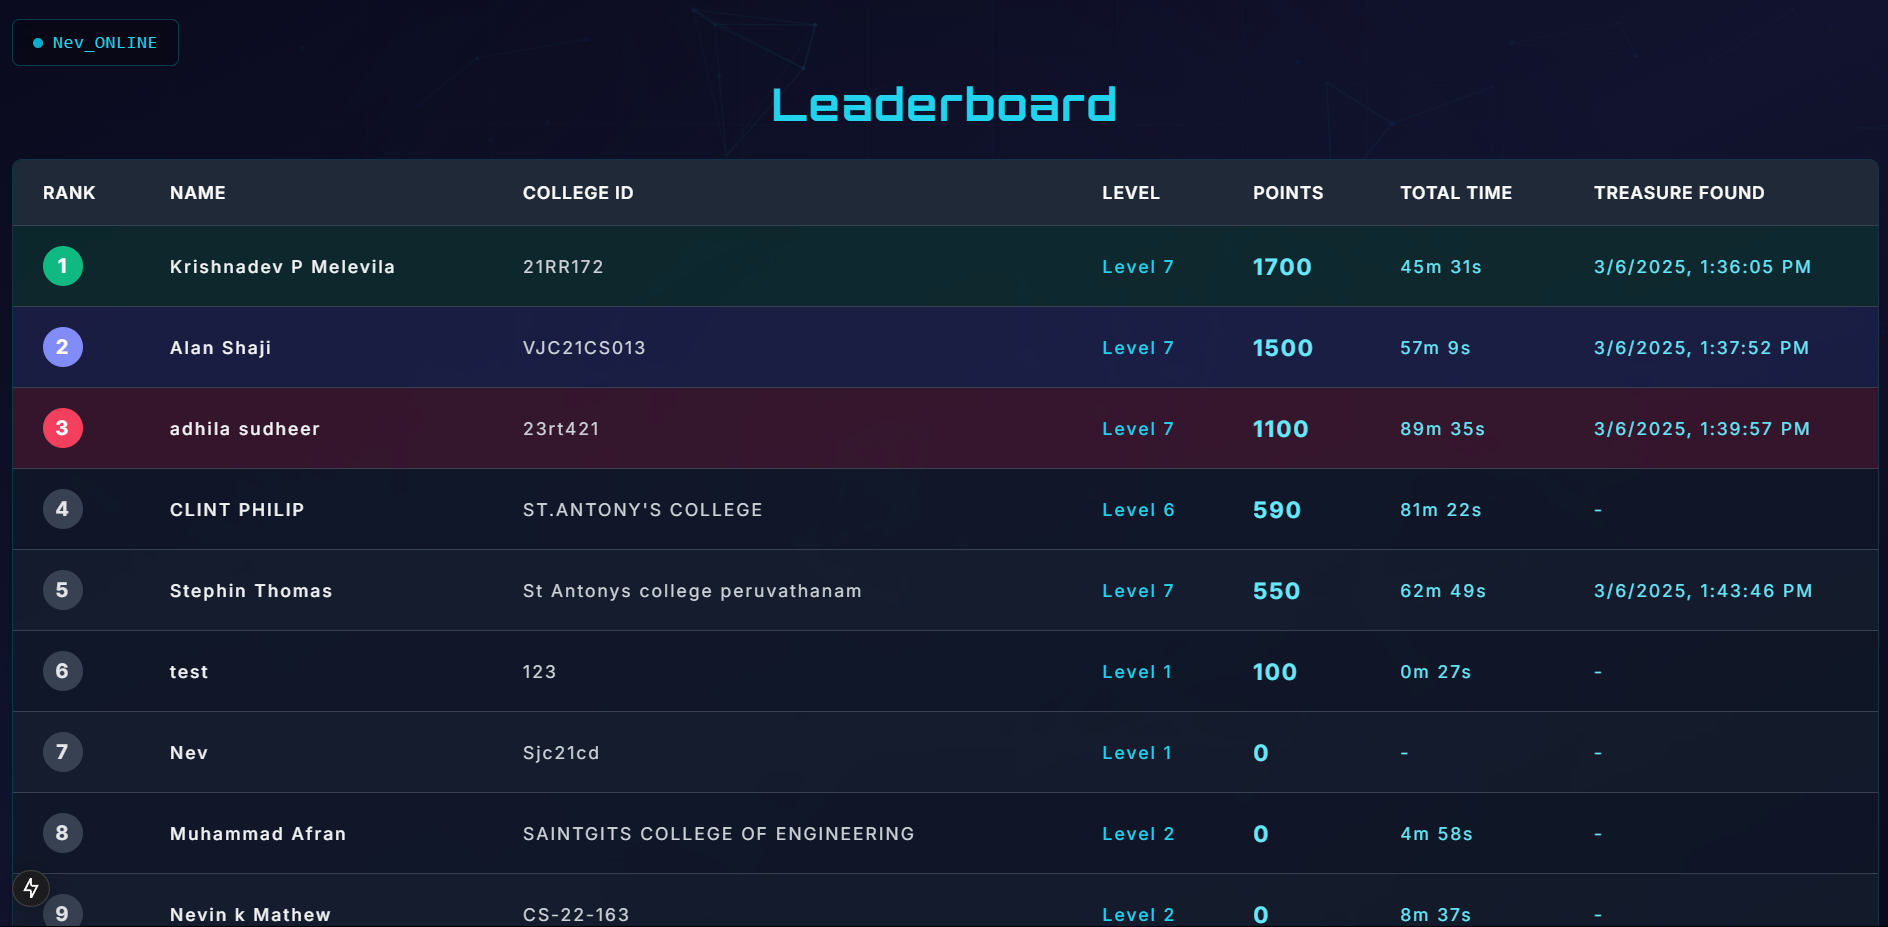 Nev_ONLINE
Leaderboard
RANK NAME COLLEGE ID LEVEL POINTS TOTAL TIME TREASURE FOUND
1 Krishnadev P Melevila 21RR172 Level 7 1700 45m 31s 3/6/2025, 1:36:05 PM
2 Alan Shaji VJC21CS013 Level 7 1500 57m 9s 3/6/2025, 1:37:52 PM
3 adhila sudheer 23rt421 Level 7 1100 89m 35s 3/6/2025, 1:39:57 PM
4 CLINT PHILIP ST.ANTONY'S COLLEGE Level 6 590 81m 22s -
5 Stephin Thomas St Antonys college peruvathanam Level 7 550 62m 49s 3/6/2025, 1:43:46 PM
6 test 123 Level 1 100 0m 27s -
7 Nev Sjc21cd Level 1 0 - -
8 Muhammad Afran SAINTGITS COLLEGE OF ENGINEERING Level 2 0 4m 58s -
9 Nevin k Mathew CS-22-163 Level 2 0 8m 37s -